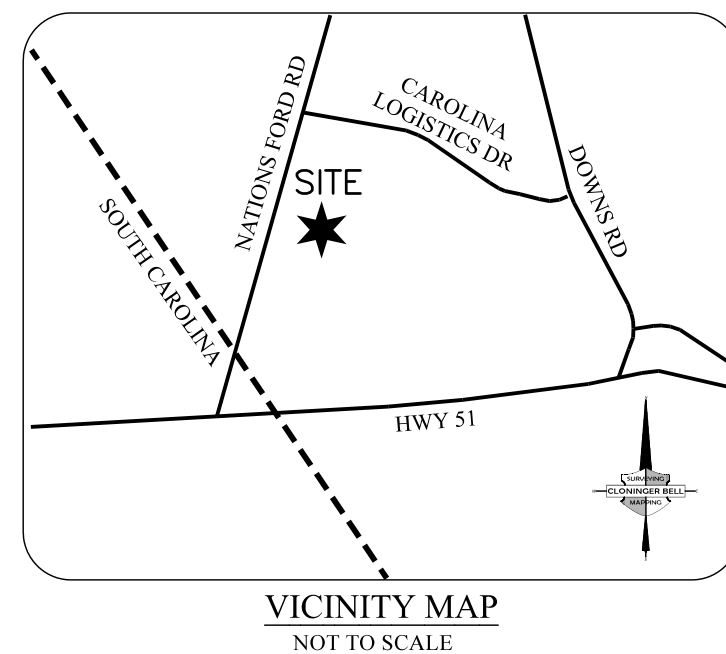 NATIONS FORD RD
CAROLINA
LOGISTICS DR
DOWNS RD
SITE
SOUTH CAROLINA
HWY 51
SURVEYING
CLONINGER BELL
MAPPING
VICINITY MAP
NOT TO SCALE